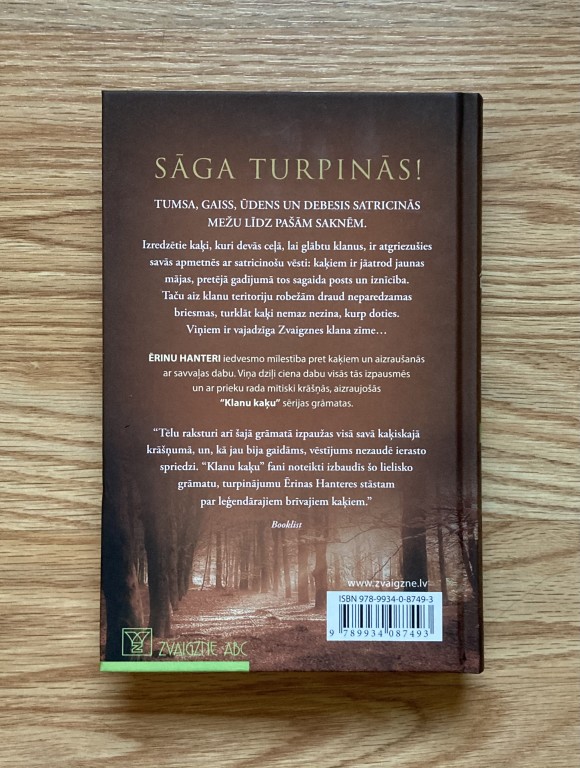 SĀGA TURPINĀS!
TUMSA, GAISS, ŪDENS UN DEBESIS SATRICINĀS
MEŽU LĪDZ PAŠĀM SAKNĒM.
Izredzētie kaķi, kuri devās ceļā, lai glābtu klanus, ir atgriezušies
savās apmetnēs ar satricinošu vēsti: kaķiem ir jāatrod jaunas
mājas, pretējā gadījumā tos sagaida posts un iznīcība.
Taču aiz klanu teritoriju robežām draud neparedzamas
briesmas, turklāt kaķi nemaz nezina, kurp doties.
Viņiem ir vajadzīga Zvaigznes klana zīme…
ĒRINU HANTERI iedvesmo mīlestība pret kaķiem un aizraušanās
ar savvaļas dabu. Viņa dziļi ciena dabu visās tās izpausmēs
un ar prieku rada mītiski krāšņās, aizraujošās
“Klanu kaķu” sērijas grāmatas.
“Tēlu raksturi arī šajā grāmatā izpaužas visā savā kaķiskajā
krāšņumā, un, kā jau bija gaidāms, vēstījums nezaudē ierasto
spriedzi. “Klanu kaķu” fani noteikti izbaudīs šo lielisko
grāmatu, turpinājumu Ērinas Hanteres stāstam
par leģendārajiem brīvajiem kaķiem.”
Booklist
www.zvaigzne.lv
ISBN 978-9934-0-8749-3
9 789934 087493
ZVAIGZNE ABC